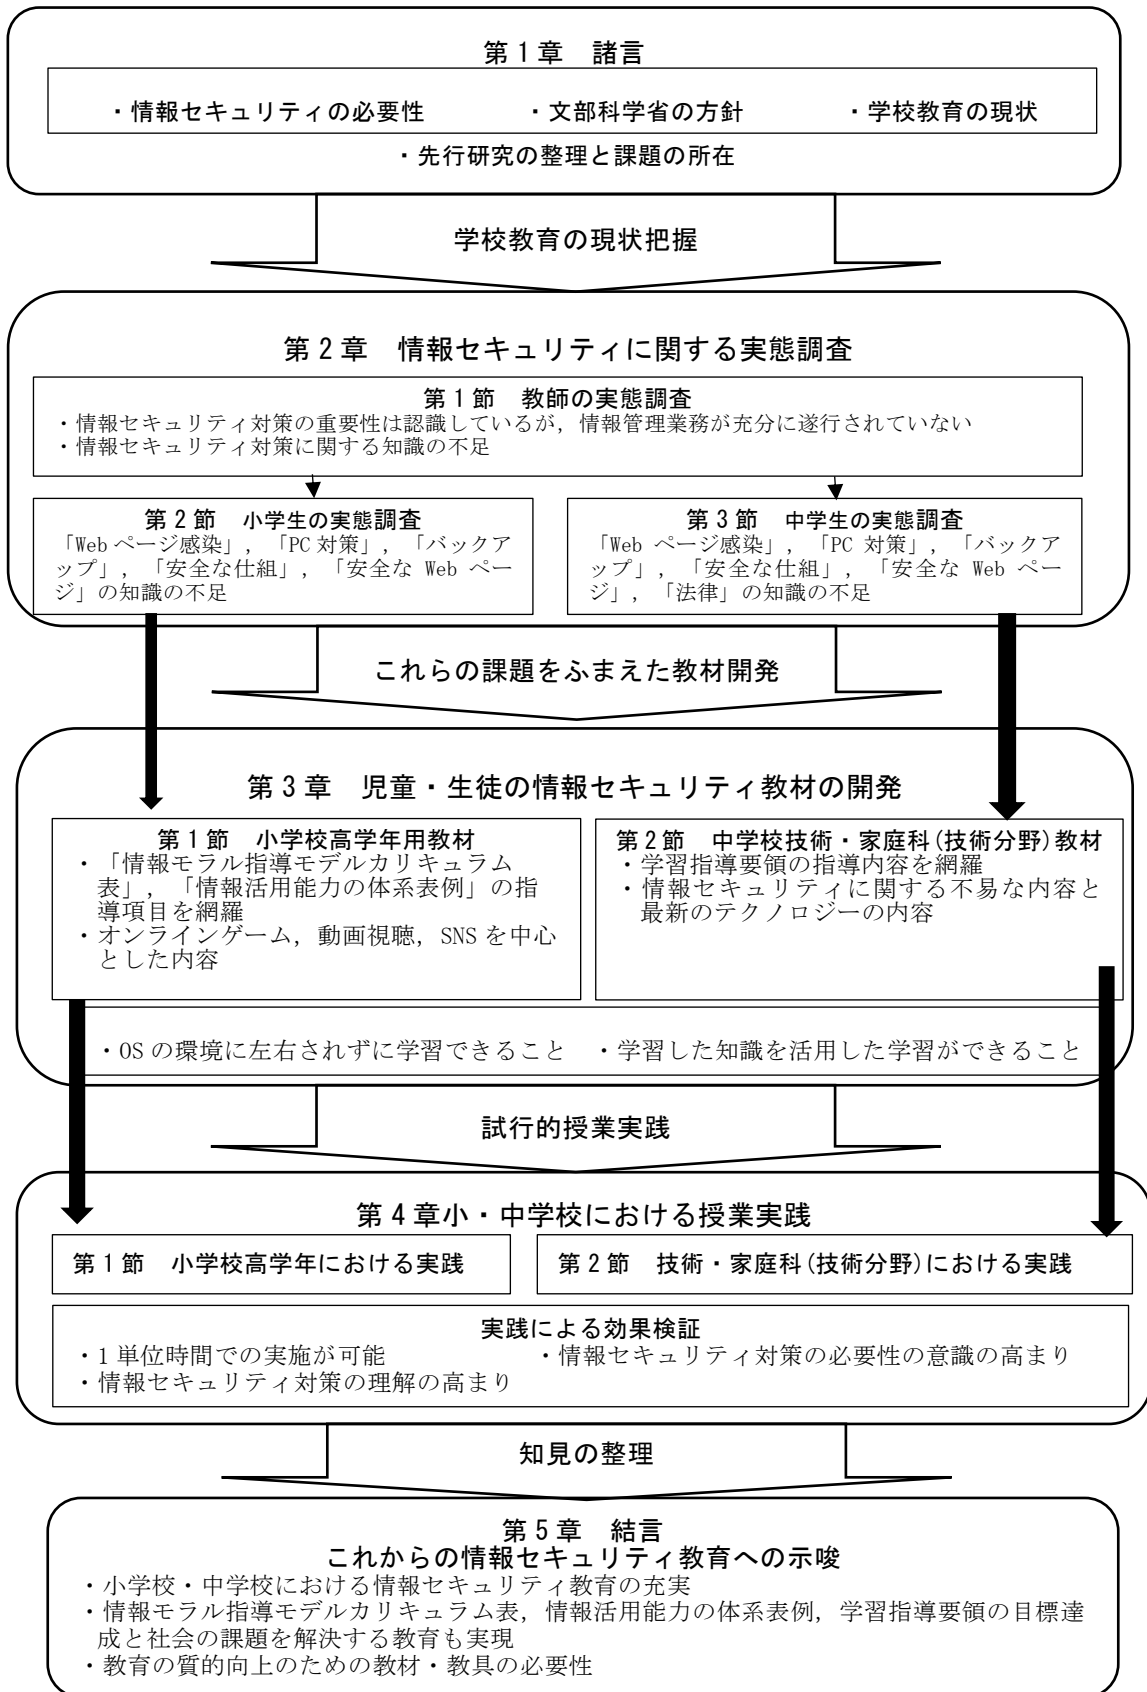 第1章　諸言
・情報セキュリティの必要性　・文部科学省の方針　・学校教育の現状
・先行研究の整理と課題の所在
学校教育の現状把握
第2章　情報セキュリティに関する実態調査
第1節　教師の実態調査
・情報セキュリティ対策の重要性は認識しているが，情報管理業務が充分に遂行されていない
・情報セキュリティ対策に関する知識の不足
第2節　小学生の実態調査
「Web ページ感染」，「PC 対策」，「バックア
ップ」，「安全な仕組」，「安全な Web ペー
ジ」の知識の不足
第3節　中学生の実態調査
「Web ページ感染」，「PC 対策」，「バックア
ップ」，「安全な仕組」，「安全な Web ペー
ジ」，「法律」の知識の不足
これらの課題をふまえた教材開発
第3章　児童・生徒の情報セキュリティ教材の開発
第1節　小学校高学年用教材
・「情報モラル指導モデルカリキュラム
表」，「情報活用能力の体系表例」の指
導項目を網羅
・オンラインゲーム，動画視聴，SNS を中心
とした内容
第2節　中学校技術・家庭科(技術分野)教材
・学習指導要領の指導内容を網羅
・情報セキュリティに関する不易な内容と
最新のテクノロジーの内容
・OS の環境に左右されずに学習できること　・学習した知識を活用した学習ができること
試行的授業実践
第4章小・中学校における授業実践
第1節　小学校高学年における実践
第2節　技術・家庭科(技術分野)における実践
実践による効果検証
・1 単位時間での実施が可能　・情報セキュリティ対策の必要性の意識の高まり
・情報セキュリティ対策の理解の高まり
知見の整理
第5章　結言
これからの情報セキュリティ教育への示唆
・小学校・中学校における情報セキュリティ教育の充実
・情報モラル指導モデルカリキュラム表，情報活用能力の体系表例，学習指導要領の目標達
成と社会の課題を解決する教育も実現
・教育の質的向上のための教材・教具の必要性